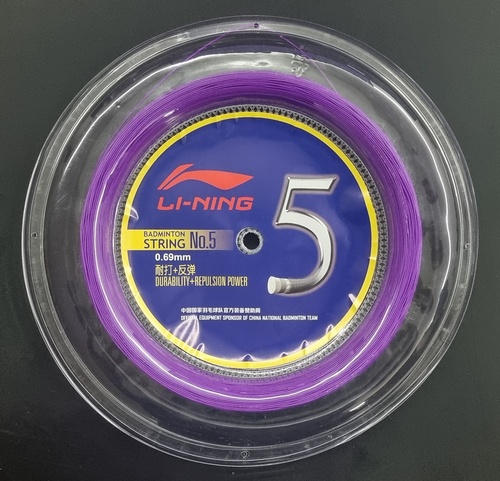 LI-NING
BADMINTON
STRING No.5
0.69mm
耐打+反弹
DURABILITY+REPULSION POWER
5
中国国家羽毛球队官方装备赞助商
OFFICIAL EQUIPMENT SPONSOR OF CHINA NATIONAL BADMINTON TEAM